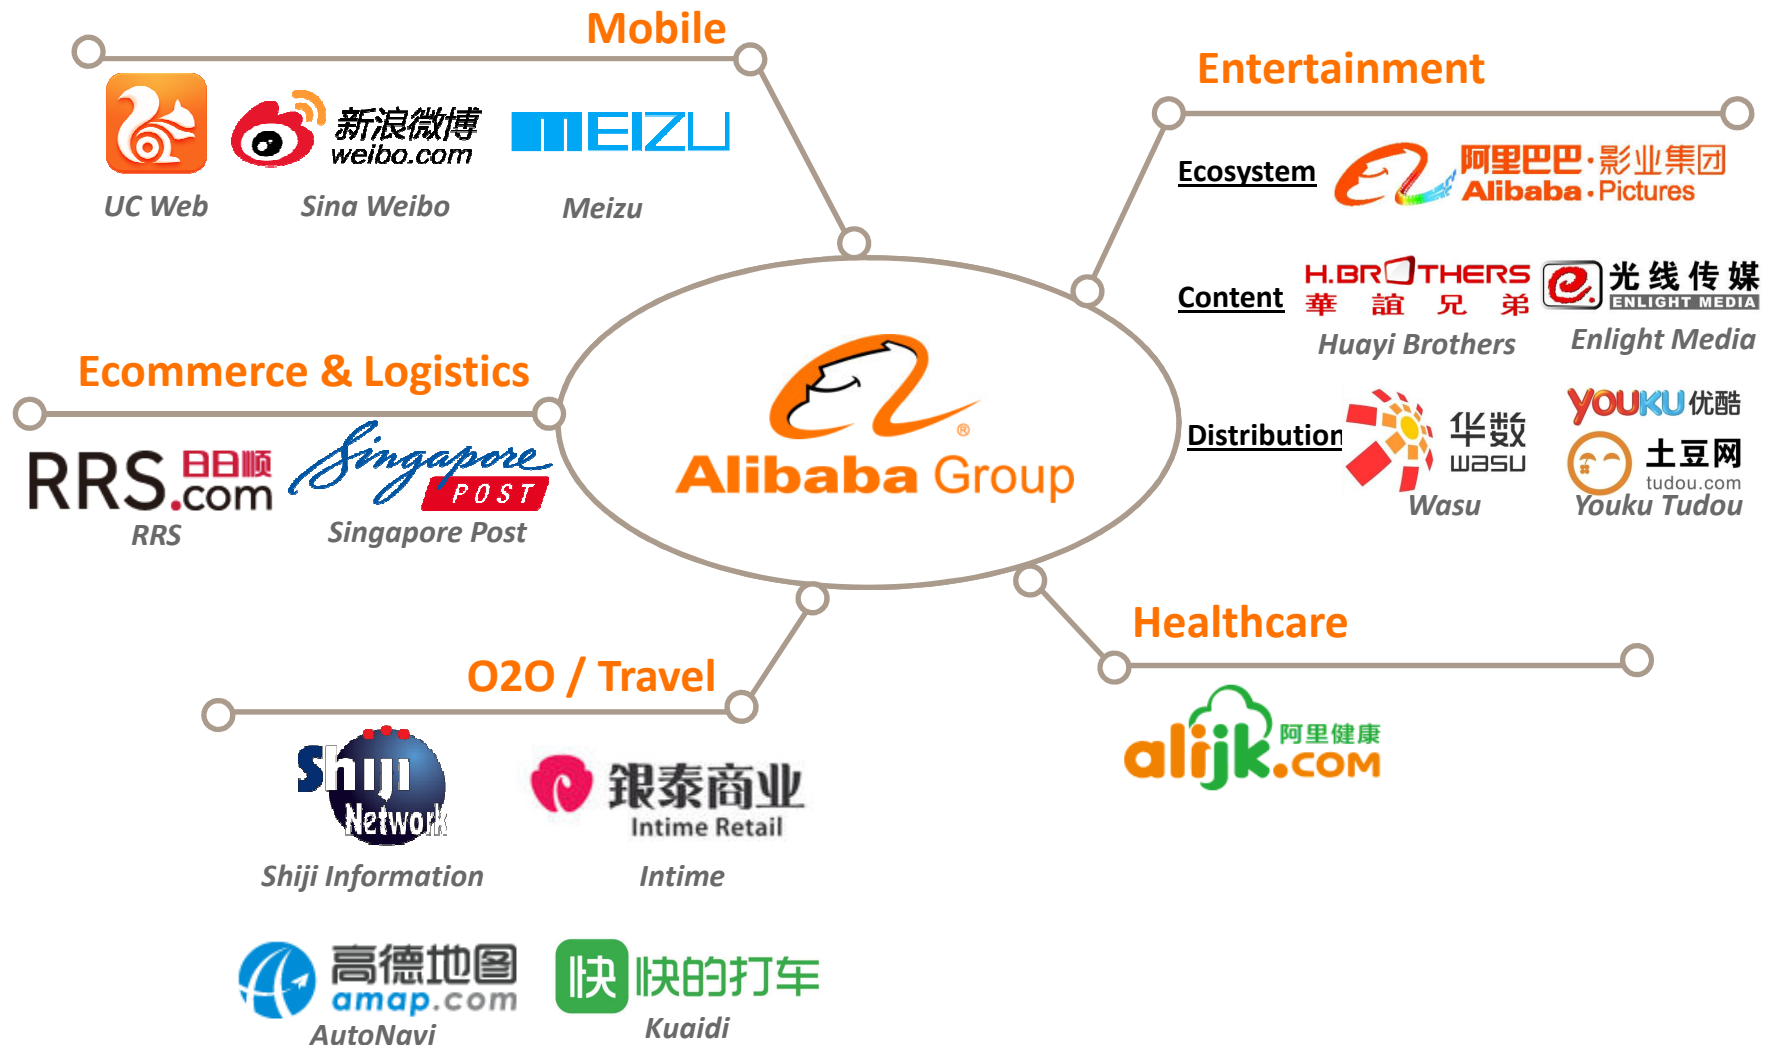 Mobile
新浪微博
weibo.com
MEIZU
UC Web
Sina Weibo
Meizu
Entertainment
Ecosystem
阿里巴巴·影业集团
Alibaba·Pictures
Content
H.BROTHERS
華誼兄弟
光线传媒
ENLIGHT MEDIA
Huayi Brothers
Enlight Media
Distribution
华数
wasu
Wasu
YOUKU优酷
土豆网
tudou.com
Youku Tudou
Ecommerce & Logistics
RRS.com
日日顺
Singapore
POST
RRS
Singapore Post
®
Alibaba Group
O2O / Travel
Shiji
Network
銀泰商业
Intime Retail
Shiji Information
Intime
高德地图
amap.com
AutoNavi
快
快的打车
Kuaidi
Healthcare
阿里健康
alijk.com